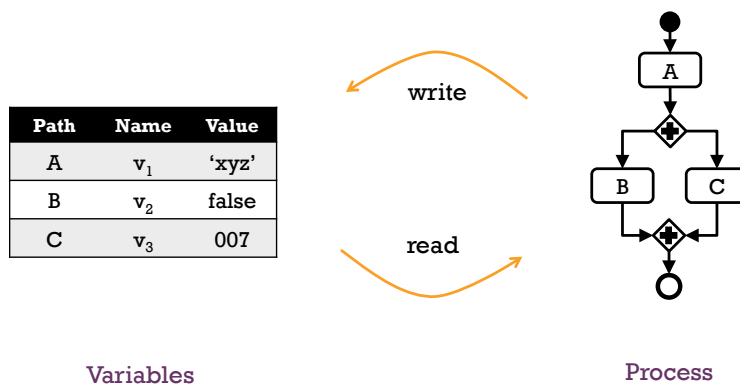 A
write
Path Name Value
A v₁ ‘xyz’
B v₂ false
C v₃ 007
B C
read
Variables
Process